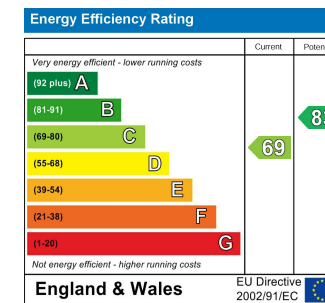 Energy Efficiency Rating
Current
Very energy efficient - lower running costs
(92 plus) A
(81-91) B
(69-80) C
69
(55-68) D
(39-54) E
(21-38) F
(1-20) G
Not energy efficient - higher running costs
England & Wales
EU Directive
2002/91/EC